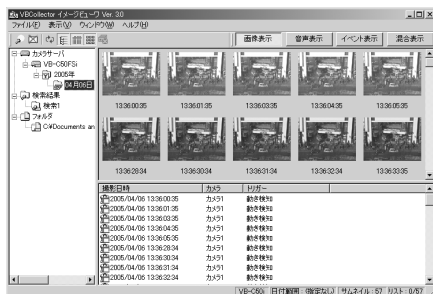 VBCollector イメージビューワ Ver. 3.0
ファイル(F) 表示(V) ウィンドウ(W) ヘルプ(H)
画像表示 音声表示 イベント表示 混合表示
カメラサーバ
VB-C50FSi
2005年
04月06日
検索結果
検索1
フォルダ
C:¥Documents an
13:36:00:35 13:36:01:35 13:36:03:35 13:36:04:35 13:36:05:35
13:36:28:34 13:36:30:34 13:36:31:34 13:36:32:34 13:36:33:35
撮影日時 カメラ トリガー
2005/04/06 13:36:00:35 カメラ1 動き検知
2005/04/06 13:36:01:35 カメラ1 動き検知
2005/04/06 13:36:03:35 カメラ1 動き検知
2005/04/06 13:36:04:35 カメラ1 動き検知
2005/04/06 13:36:05:35 カメラ1 動き検知
2005/04/06 13:36:28:34 カメラ1 動き検知
2005/04/06 13:36:30:34 カメラ1 動き検知
2005/04/06 13:36:31:34 カメラ1 動き検知
2005/04/06 13:36:32:34 カメラ1 動き検知
VB-C50i 日付範囲 : (指定なし) サムネイル : 57 リスト : 0/57